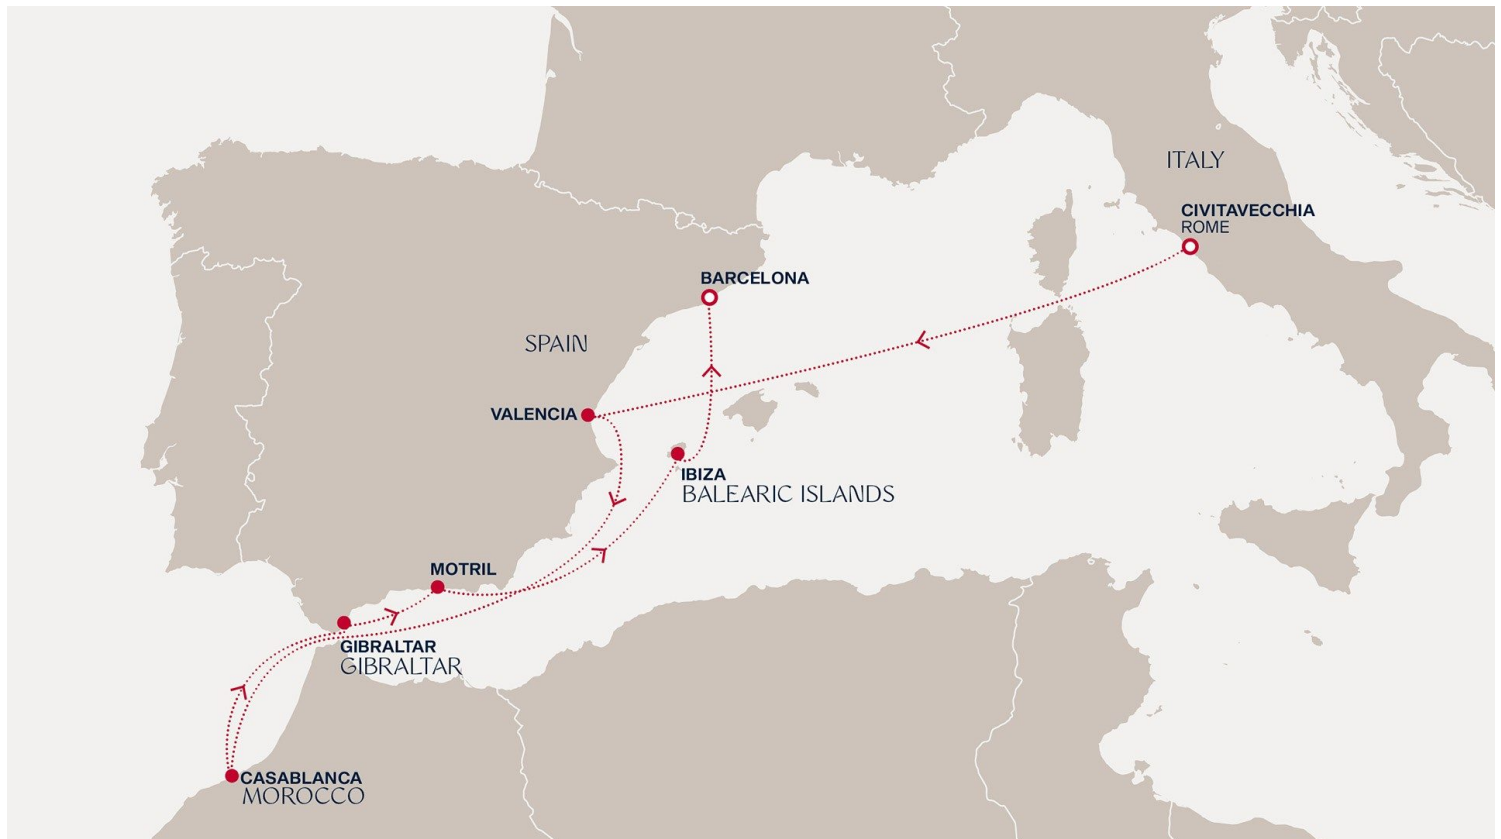 ITALY
CIVITAVECCHIA
ROME
BARCELONA
SPAIN
VALENCIA
IBIZA
BALEARIC ISLANDS
MOTRIL
GIBRALTAR
GIBRALTAR
CASABLANCA
MOROCCO